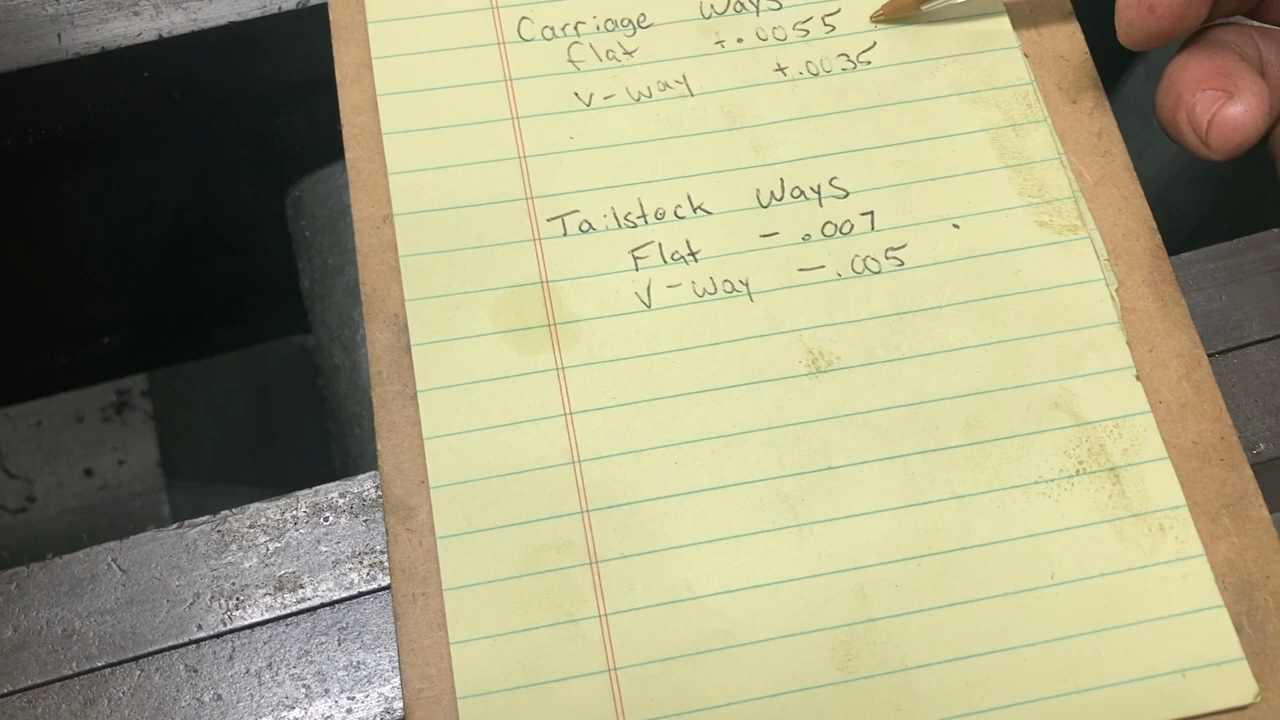 Carriage Ways
Flat +.0055
V-way +.0035
Tailstock Ways
Flat -.007
V-way -.005